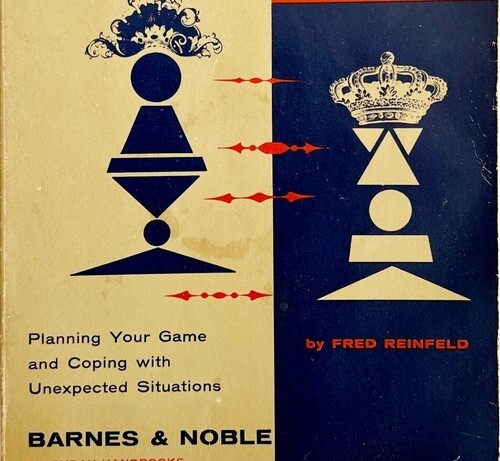 Planning Your Game
and Coping with
Unexpected Situations
by FRED REINFELD
BARNES & NOBLE